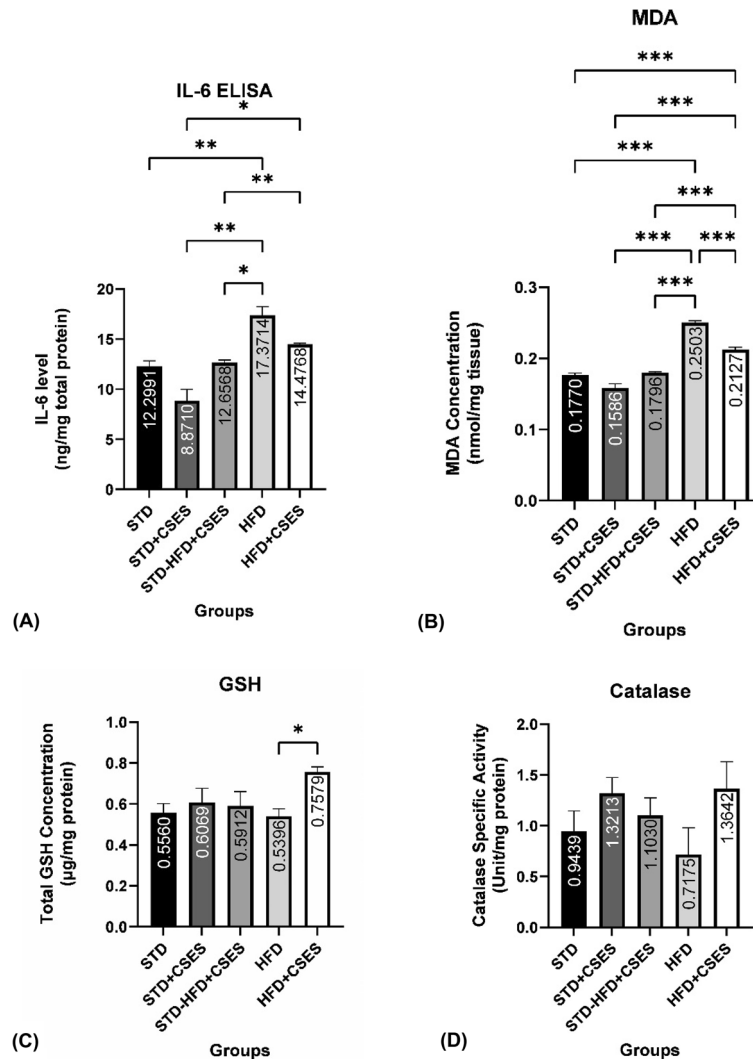 IL-6 ELISA
*
**
**
**
*
IL-6 level
(ng/mg total protein)
20
15
10
5
0
12.2991
8.8710
12.6568
17.3714
14.4768
STD
STD+CSES
STD-HFD+CSES
HFD
HFD+CSES
Groups
(A)
MDA
***
***
***
***
***
***
***
MDA Concentration
(nmol/mg tissue)
0.3
0.2
0.1
0.0
0.1770
0.1586
0.1796
0.2503
0.2127
STD
STD+CSES
STD-HFD+CSES
HFD
HFD+CSES
Groups
(B)
GSH
*
Total GSH Concentration
(µg/mg protein)
1.0
0.8
0.6
0.4
0.2
0.0
0.5560
0.6069
0.5912
0.5396
0.7579
STD
STD+CSES
STD-HFD+CSES
HFD
HFD+CSES
Groups
(C)
Catalase
Catalase Specific Activity
(Unit/mg protein)
2.0
1.5
1.0
0.5
0.0
0.9439
1.3213
1.1030
0.7175
1.3642
STD
STD+CSES
STD-HFD+CSES
HFD
HFD+CSES
Groups
(D)